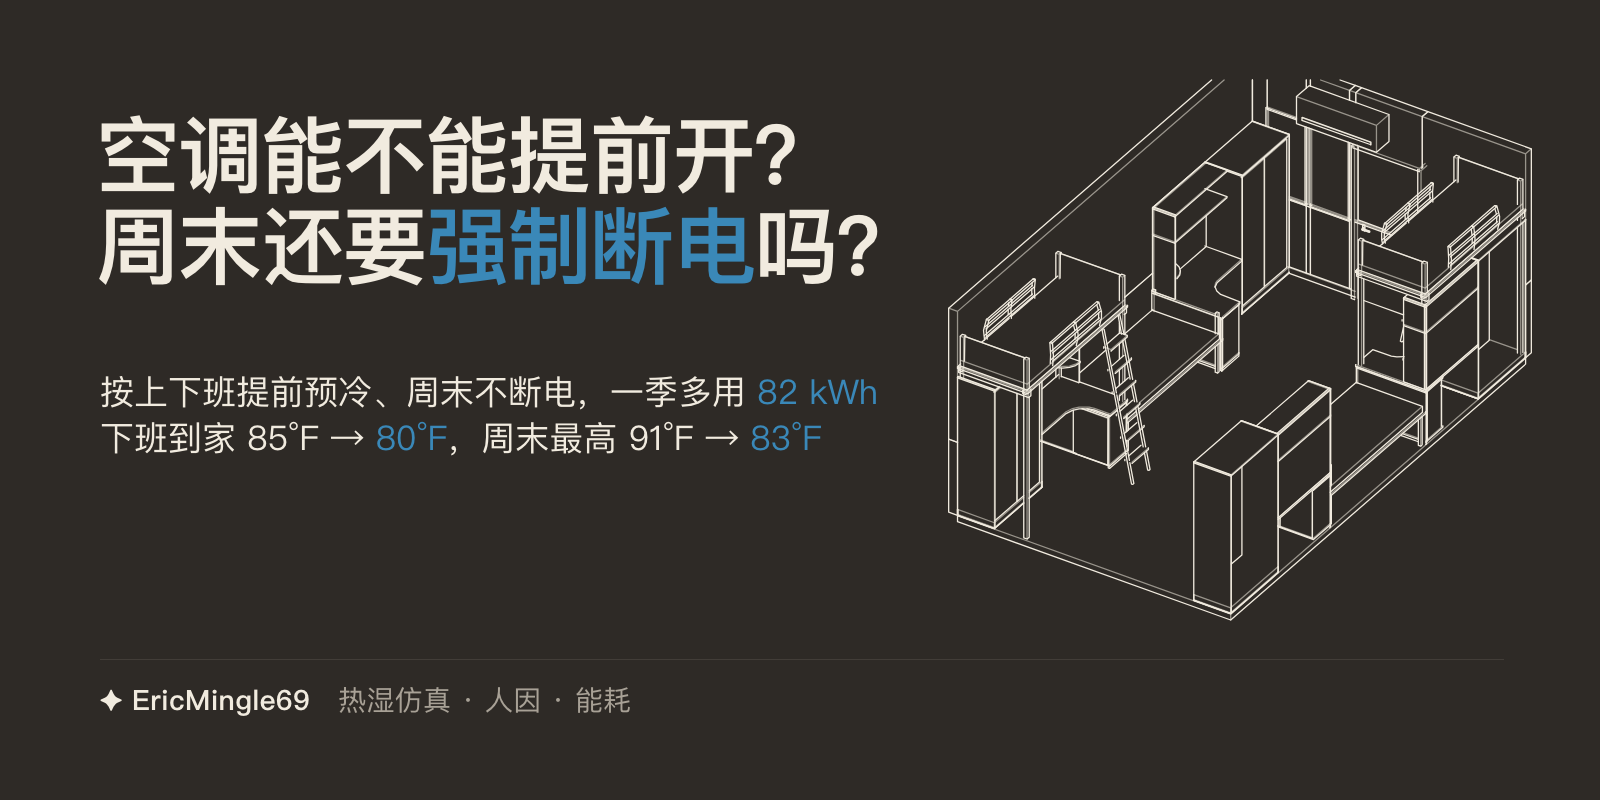 空调能不能提前开?
周末还要强制断电吗?
按上下班提前预冷、周末不断电，一季多用 82 kWh
下班到家 85°F → 80°F，周末最高 91°F → 83°F
EricMingle69 热湿仿真 · 人因 · 能耗